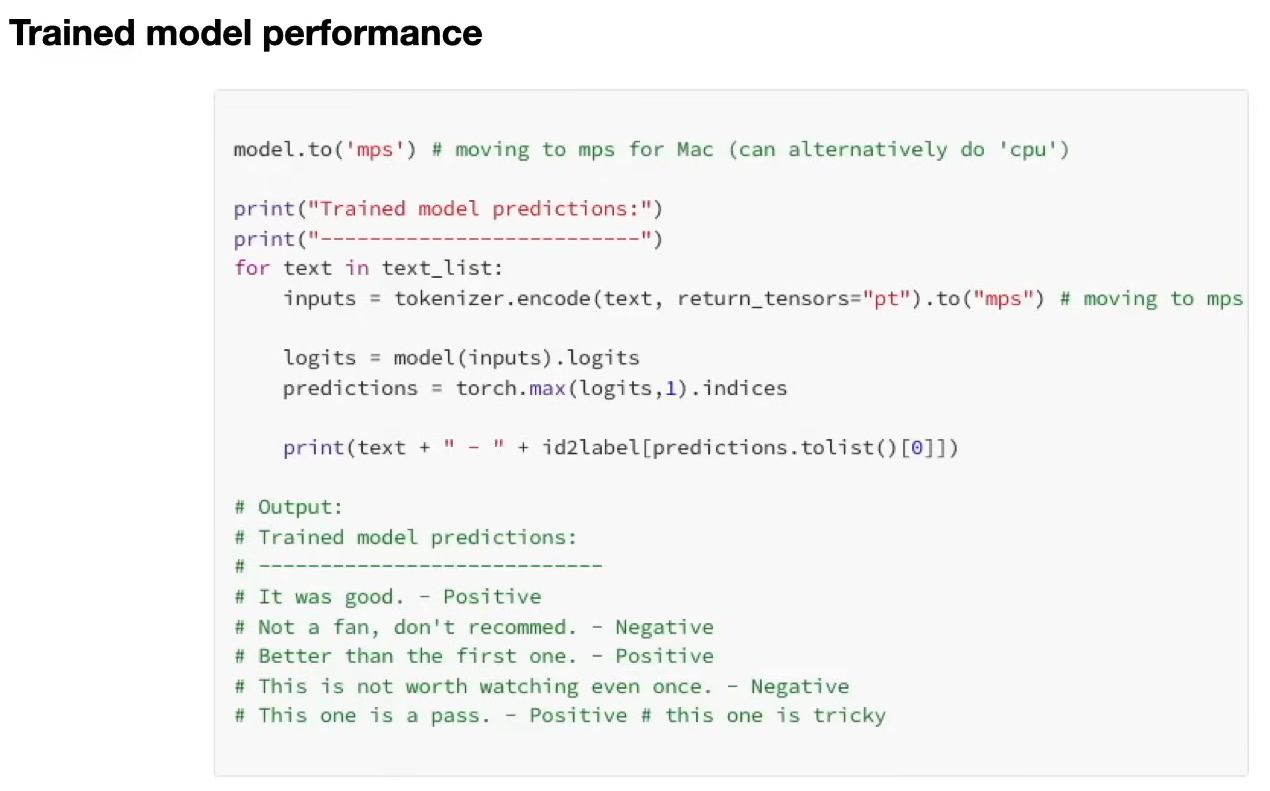 Trained model performance
model.to('mps') # moving to mps for Mac (can alternatively do 'cpu')
print("Trained model predictions:")
print("--------------------------")
for text in text_list:
    inputs = tokenizer.encode(text, return_tensors="pt").to("mps") # moving to mps
    logits = model(inputs).logits
    predictions = torch.max(logits,1).indices
    print(text + " - " + id2label[predictions.tolist()[0]])
# Output:
# Trained model predictions:
# ----------------------------
# It was good. - Positive
# Not a fan, don't recommed. - Negative
# Better than the first one. - Positive
# This is not worth watching even once. - Negative
# This one is a pass. - Positive # this one is tricky